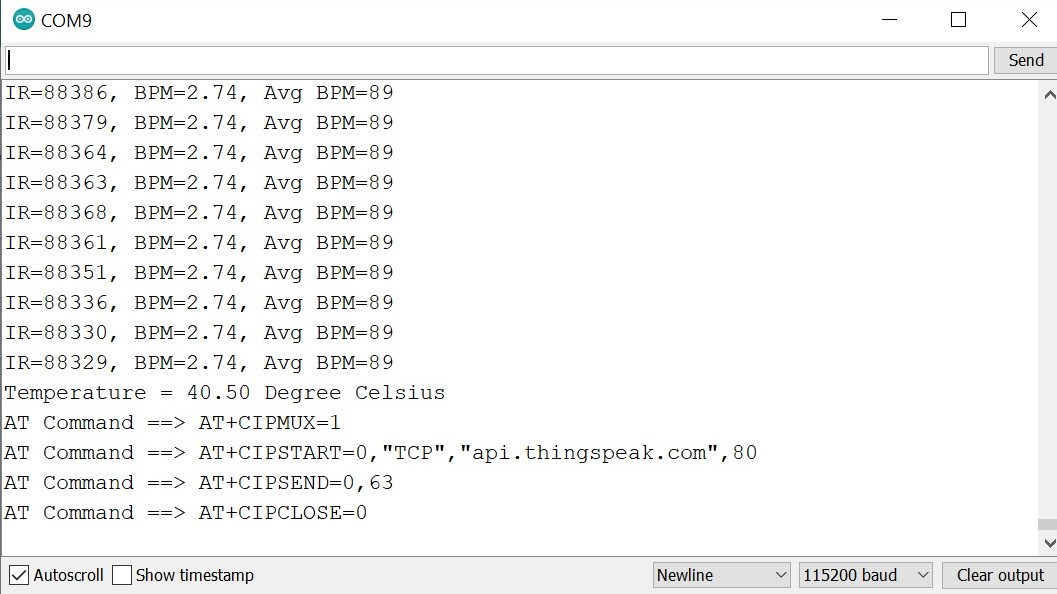 COM9
Send
IR=88386, BPM=2.74, Avg BPM=89
IR=88379, BPM=2.74, Avg BPM=89
IR=88364, BPM=2.74, Avg BPM=89
IR=88363, BPM=2.74, Avg BPM=89
IR=88368, BPM=2.74, Avg BPM=89
IR=88361, BPM=2.74, Avg BPM=89
IR=88351, BPM=2.74, Avg BPM=89
IR=88336, BPM=2.74, Avg BPM=89
IR=88330, BPM=2.74, Avg BPM=89
IR=88329, BPM=2.74, Avg BPM=89
Temperature = 40.50 Degree Celsius
AT Command ==> AT+CIPMUX=1
AT Command ==> AT+CIPSTART=0,"TCP","api.thingspeak.com",80
AT Command ==> AT+CIPSEND=0,63
AT Command ==> AT+CIPCLOSE=0
Autoscroll Show timestamp Newline 115200 baud Clear output